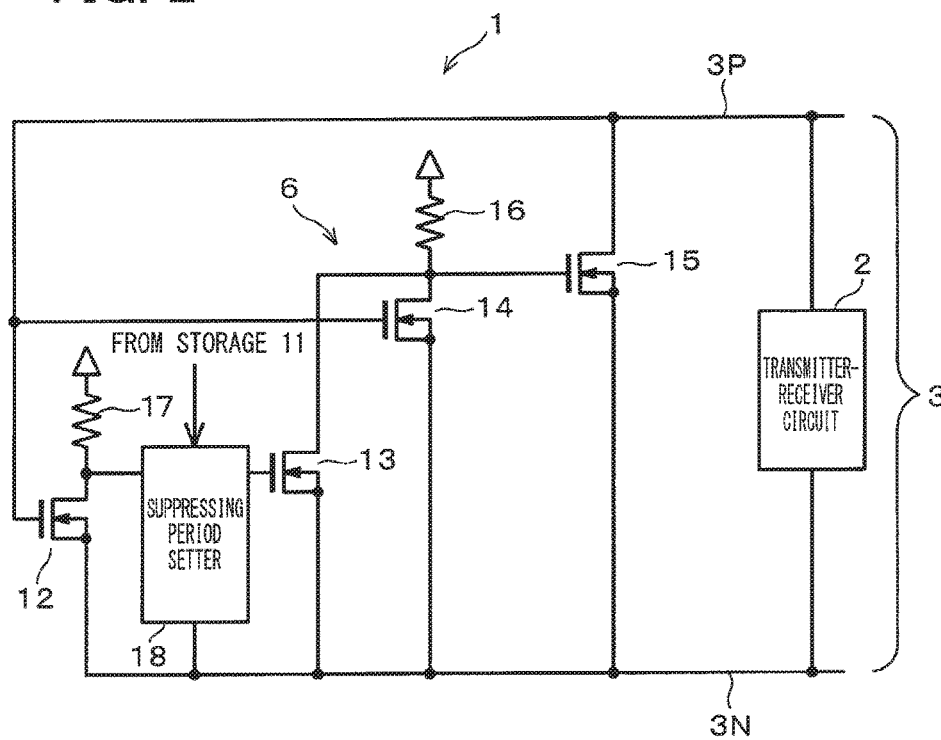 1
3P
6
16
15
2
14
FROM STORAGE 11
TRANSMITTER-
RECEIVER
CIRCUIT
3
17
13
SUPPRESSING
PERIOD
SETTER
12
18
3N